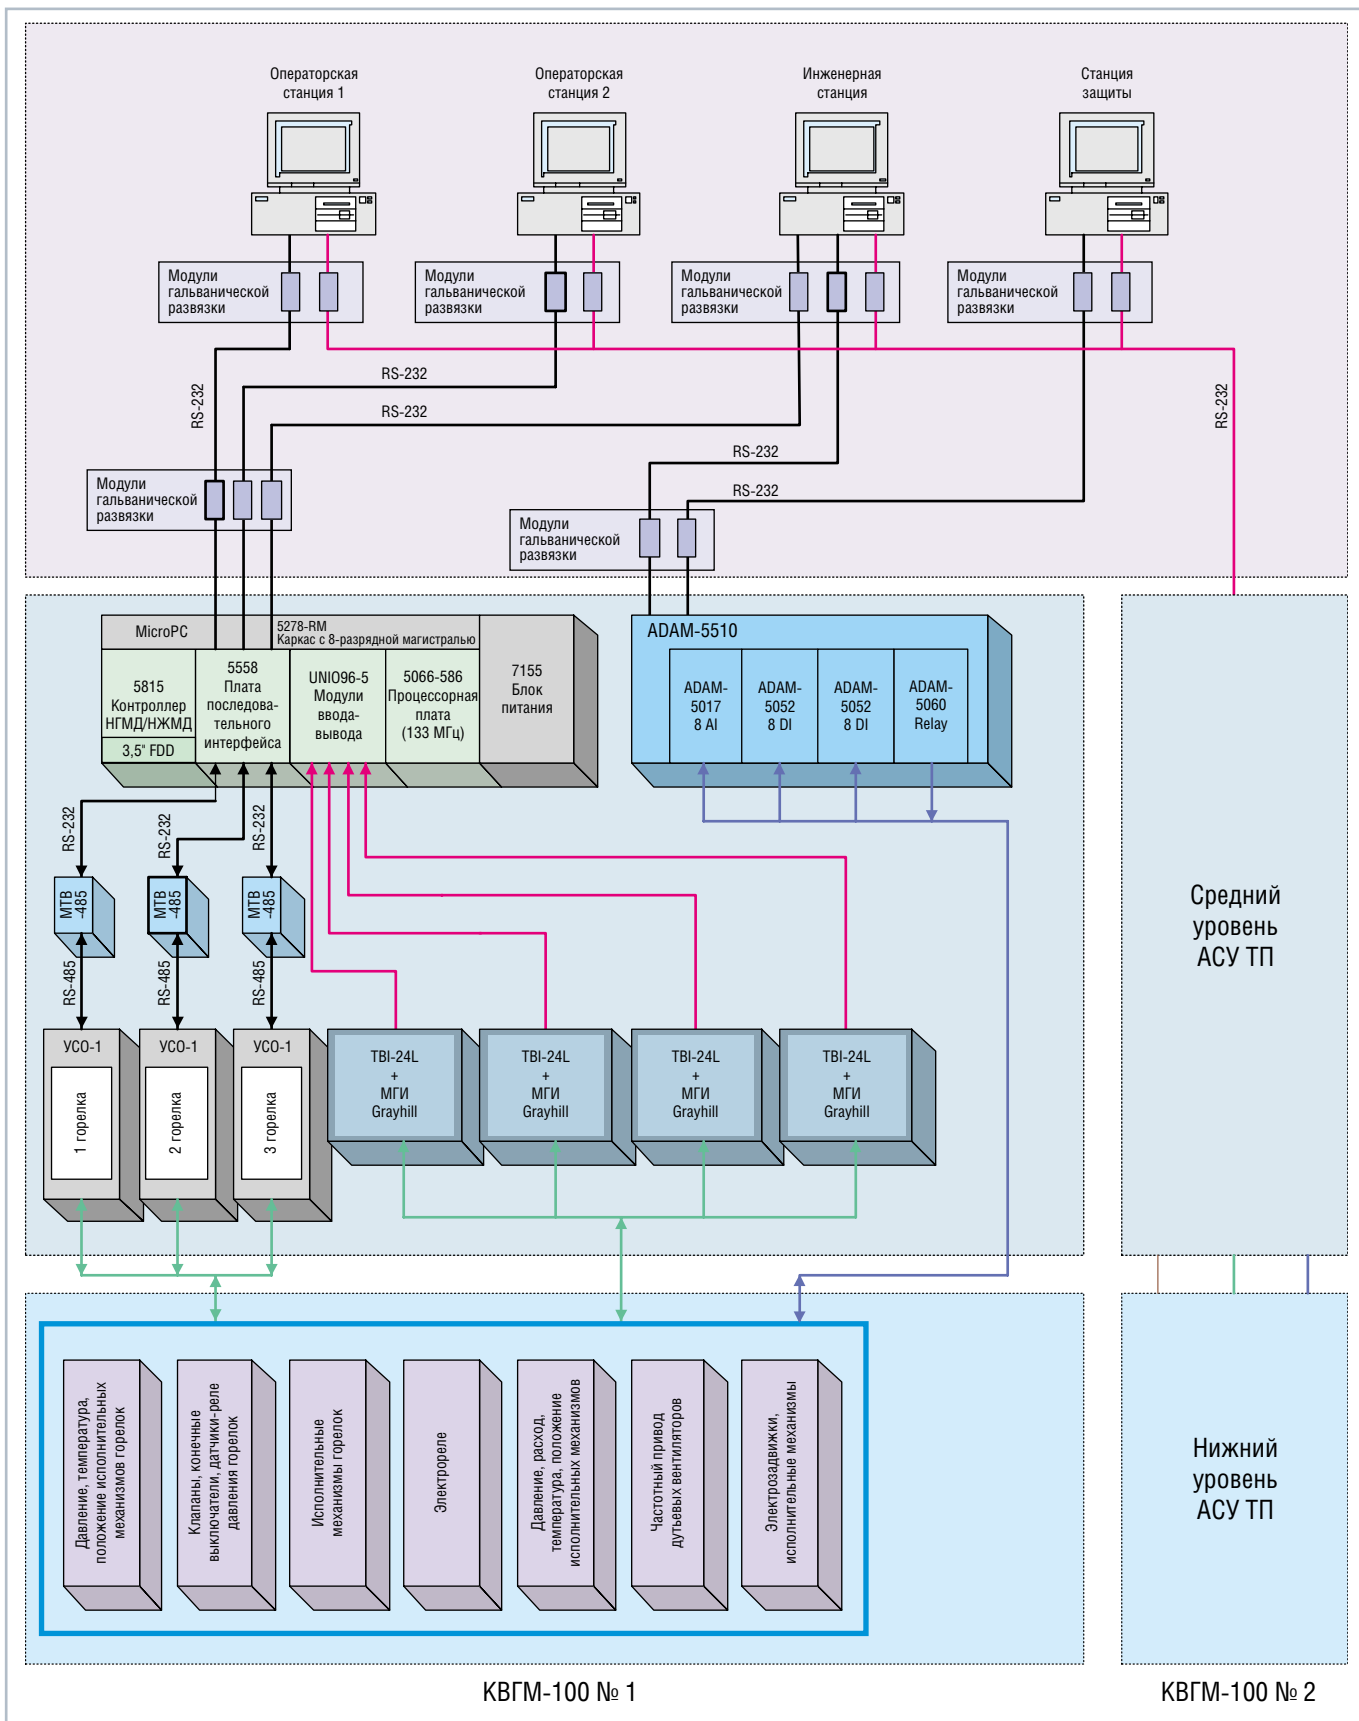 Операторская
станция 1
Операторская
станция 2
Инженерная
станция
Станция
защиты
Модули
гальванической
развязки
Модули
гальванической
развязки
Модули
гальванической
развязки
Модули
гальванической
развязки
RS-232
RS-232
RS-232
RS-232
RS-232
RS-232
Модули
гальванической
развязки
Модули
гальванической
развязки
MicroPC
5278-RM
Каркас с 8-разрядной магистралью
5815
Контроллер
НГМД/НЖМД
3,5" FDD
5558
Плата
последова-
тельного
интерфейса
UNIO96-5
Модули
ввода-
вывода
5066-586
Процессорная
плата
(133 МГц)
7155
Блок
питания
ADAM-5510
ADAM-
5017
8 AI
ADAM-
5052
8 DI
ADAM-
5052
8 DI
ADAM-
5060
Relay
RS-232
RS-232
RS-232
МТВ
-485
МТВ
-485
МТВ
-485
RS-485
RS-485
RS-485
УСО-1
1 горелка
УСО-1
2 горелка
УСО-1
3 горелка
TBI-24L
+
МГИ
Grayhill
TBI-24L
+
МГИ
Grayhill
TBI-24L
+
МГИ
Grayhill
TBI-24L
+
МГИ
Grayhill
Средний
уровень
АСУ ТП
Давление, температура,
положение исполнительных
механизмов горелок
Клапаны, конечные
выключатели, датчики-реле
давления горелок
Исполнительные
механизмы горелок
Электрореле
Давление, расход,
температура, положение
исполнительных механизмов
Частотный привод
дутьевых вентиляторов
Электрозадвижки,
исполнительные механизмы
Нижний
уровень
АСУ ТП
КВГМ-100 № 1
КВГМ-100 № 2